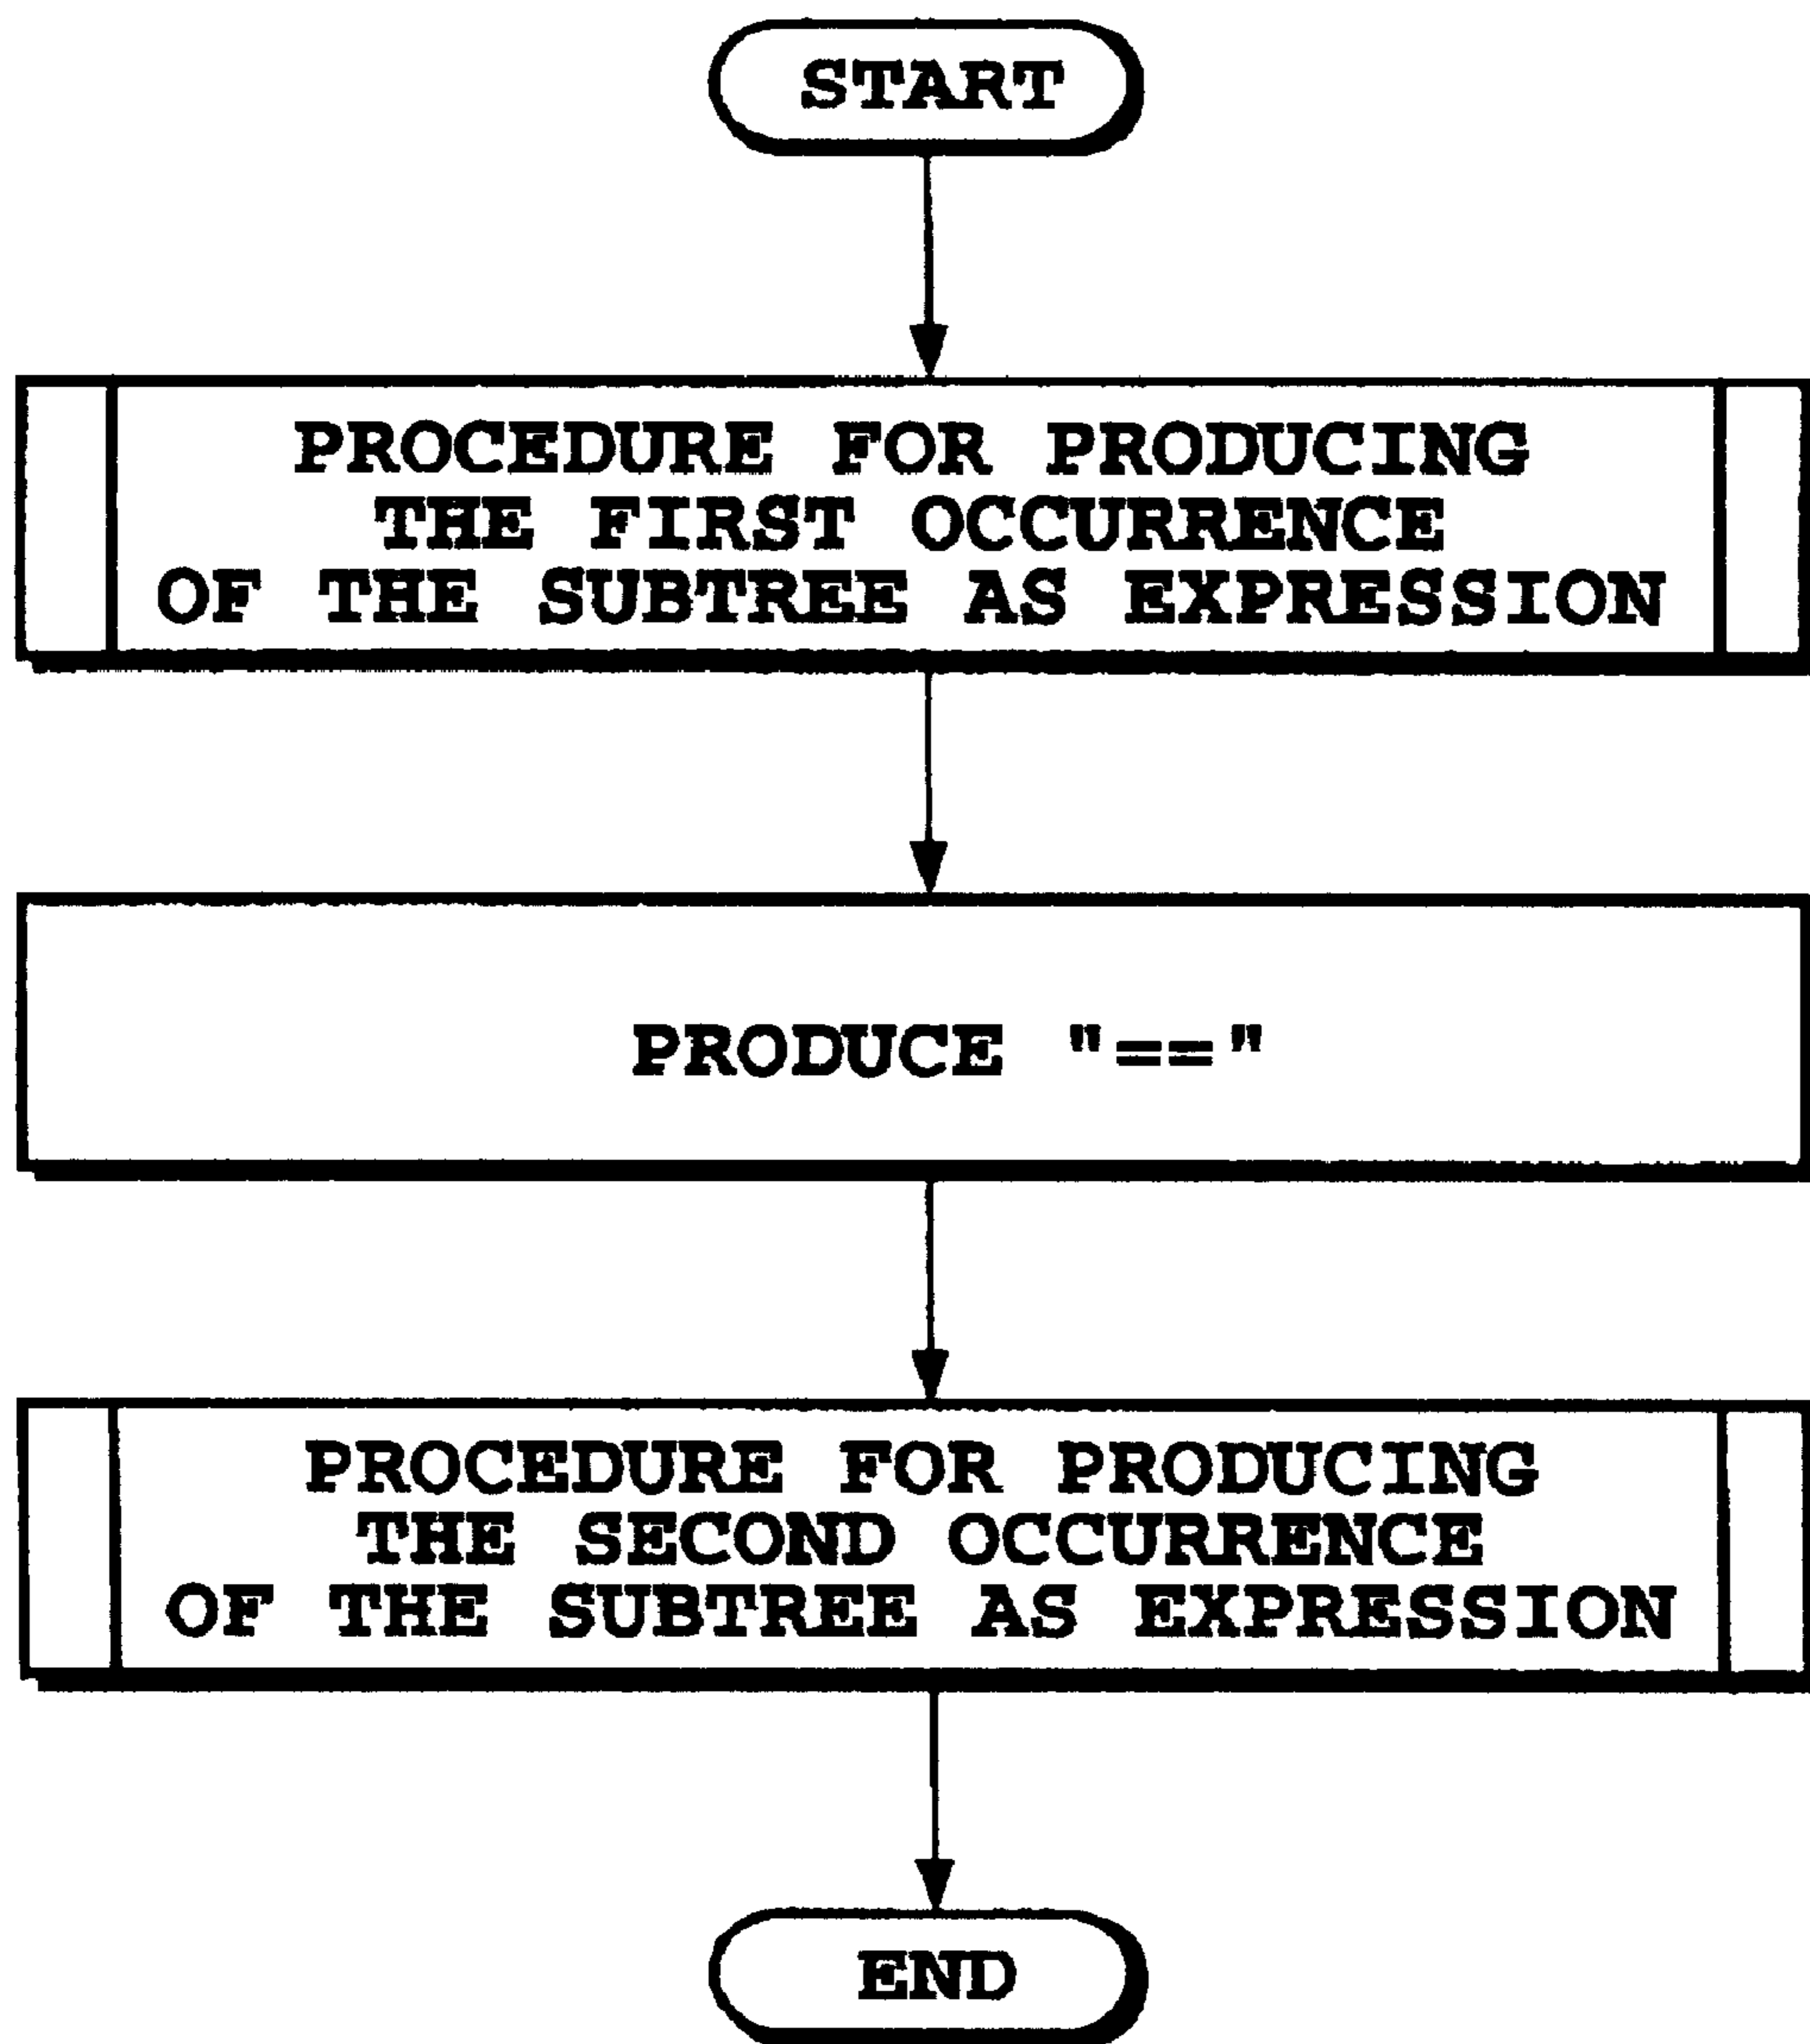 START
PROCEDURE FOR PRODUCING
THE FIRST OCCURRENCE
OF THE SUBTREE AS EXPRESSION
PRODUCE "=="
PROCEDURE FOR PRODUCING
THE SECOND OCCURRENCE
OF THE SUBTREE AS EXPRESSION
END